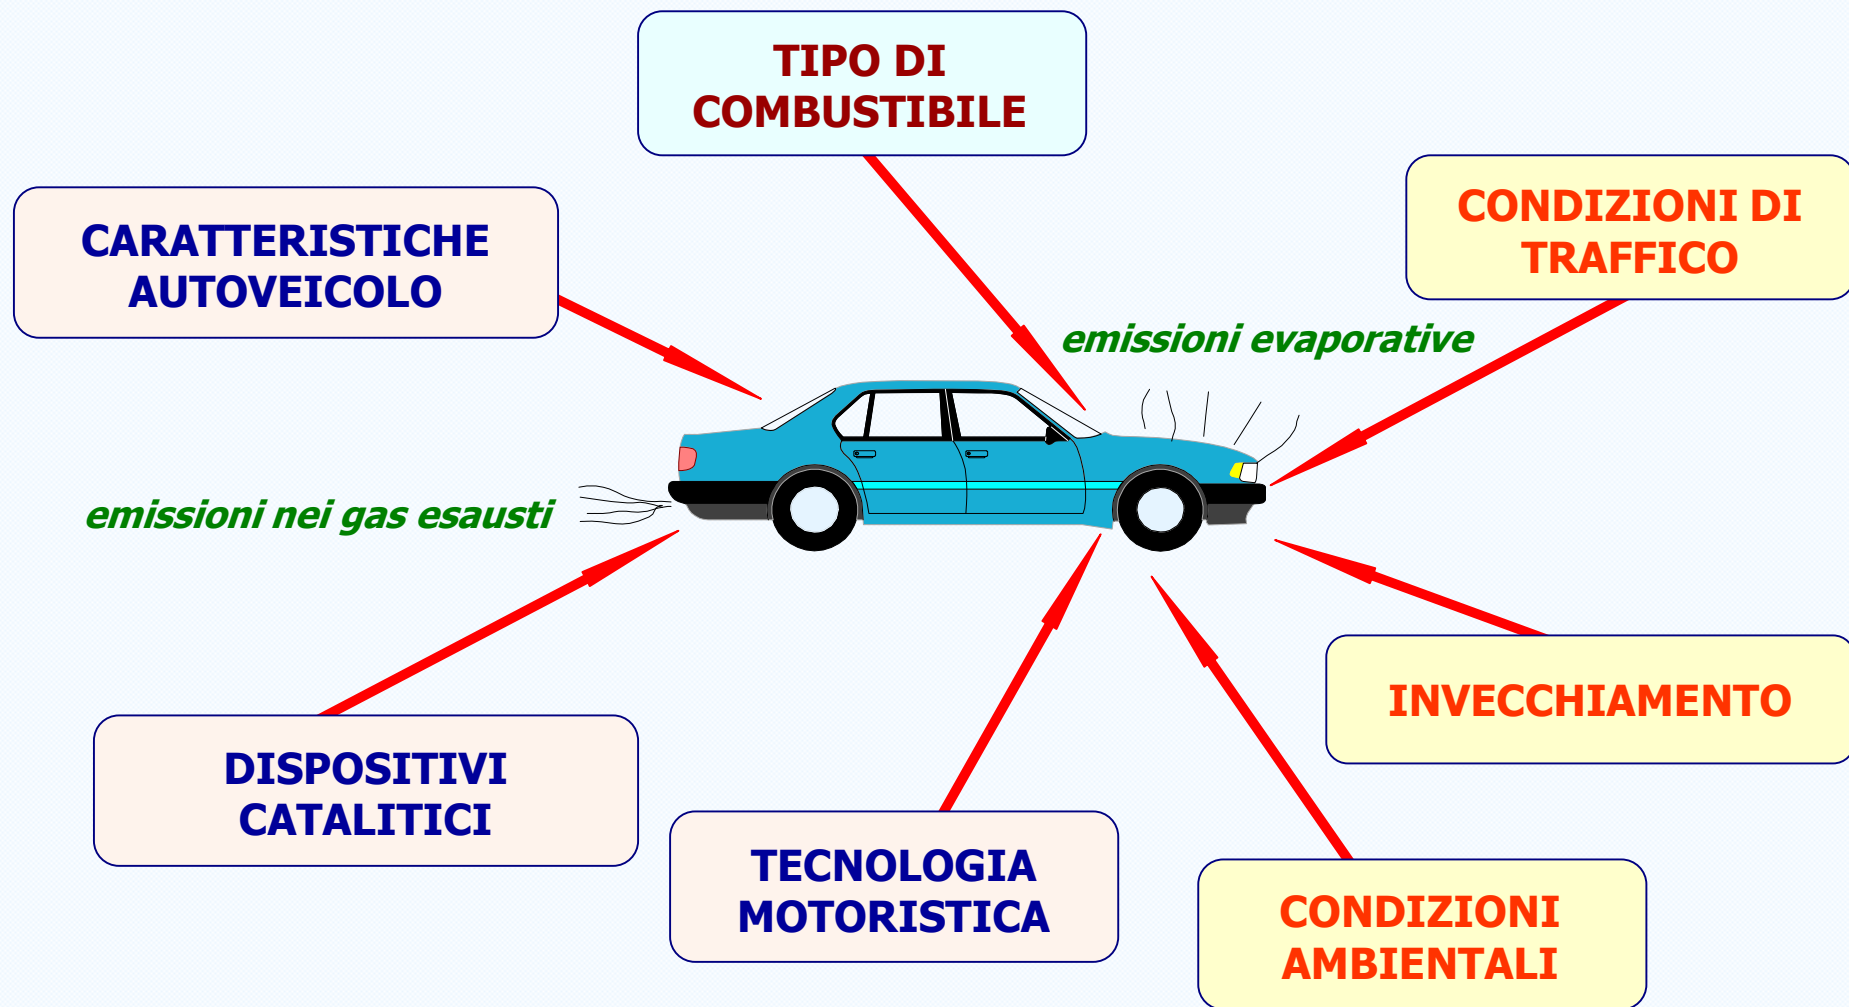 TIPO DI
COMBUSTIBILE
CARATTERISTICHE
AUTOVEICOLO
CONDIZIONI DI
TRAFFICO
emissioni evaporative
emissioni nei gas esausti
DISPOSITIVI
CATALITICI
TECNOLOGIA
MOTORISTICA
INVECCHIAMENTO
CONDIZIONI
AMBIENTALI